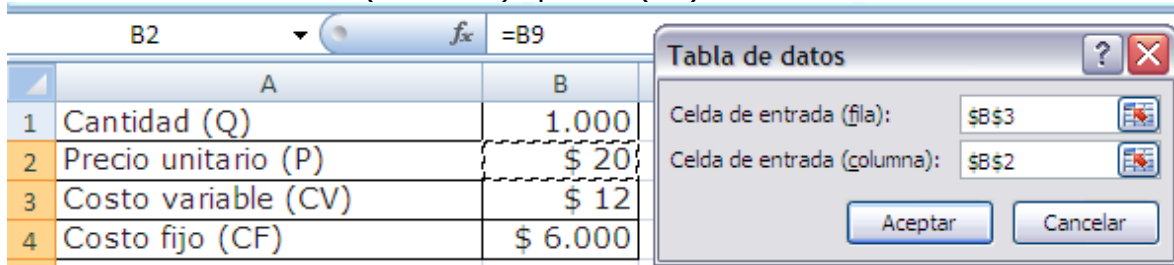 B2 fx =B9
A B
1 Cantidad (Q) 1.000
2 Precio unitario (P) $ 20
3 Costo variable (CV) $ 12
4 Costo fijo (CF) $ 6.000
Tabla de datos ?
Celda de entrada (fila): $B$3
Celda de entrada (columna): $B$2
Aceptar Cancelar